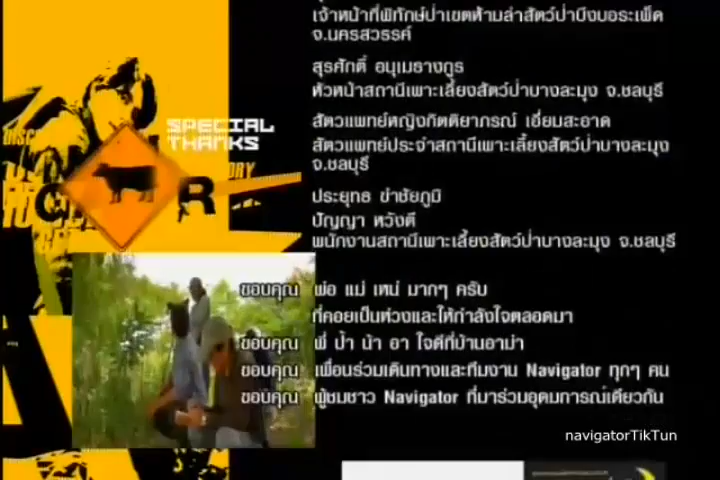 เจ้าหน้าที่พิทักษ์ป่าเขตห้ามล่าสัตว์ป่าบึงบอระเพ็ด
จ.นครสวรรค์
สุรศักดิ์ อนุเมธางกูร
หัวหน้าสถานีเพาะเลี้ยงสัตว์ป่าบางละมุง จ.ชลบุรี
SPECIAL
THANKS
สัตวแพทย์หญิงกิตติยาภรณ์ เอี่ยมสะอาด
สัตวแพทย์ประจำสถานีเพาะเลี้ยงสัตว์ป่าบางละมุง
จ.ชลบุรี
ประยุทธ ขำชัยภูมิ
ปัญญา หวังดี
พนักงานสถานีเพาะเลี้ยงสัตว์ป่าบางละมุง จ.ชลบุรี
ขอบคุณ พ่อ แม่ เหน่ มากๆ ครับ
ที่คอยเป็นห่วงและให้กำลังใจตลอดมา
ขอบคุณ พี่ ป้า น้า อา ใจดีที่บ้านอาม่า
ขอบคุณ เพื่อนร่วมเดินทางและทีมงาน Navigator ทุกๆ คน
ขอบคุณ ผู้ชมชาว Navigator ที่มาร่วมอุดมการณ์เดียวกัน
navigatorTikTun